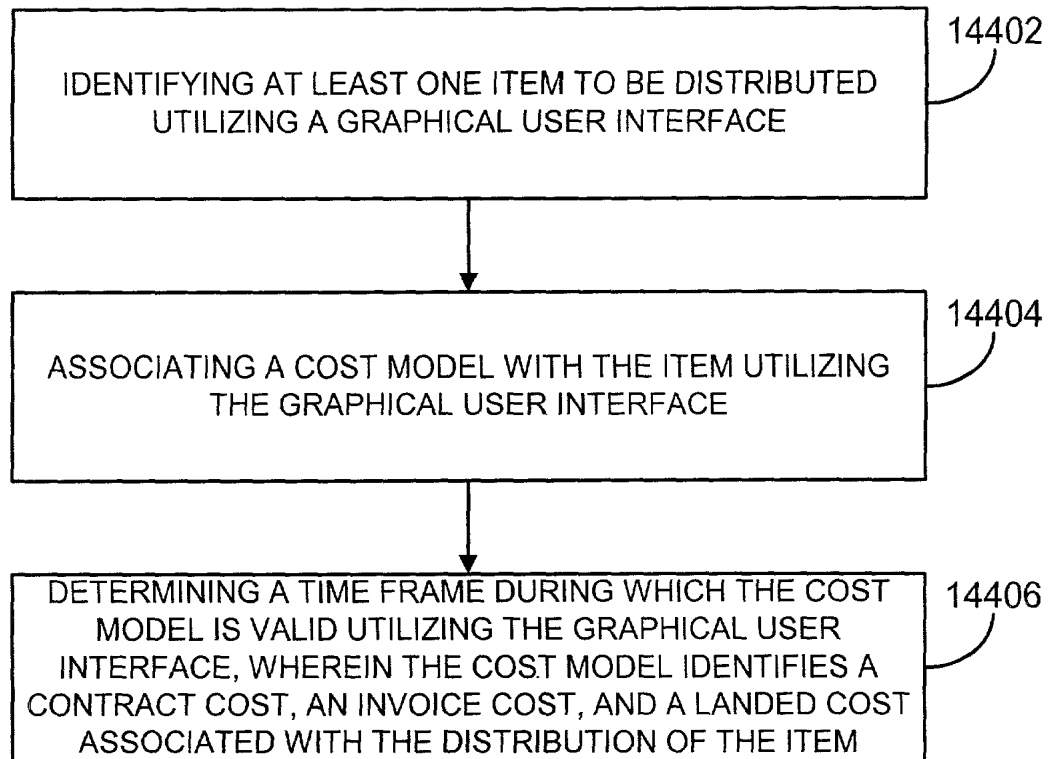 14402
IDENTIFYING AT LEAST ONE ITEM TO BE DISTRIBUTED
UTILIZING A GRAPHICAL USER INTERFACE
14404
ASSOCIATING A COST MODEL WITH THE ITEM UTILIZING
THE GRAPHICAL USER INTERFACE
14406
DETERMINING A TIME FRAME DURING WHICH THE COST
MODEL IS VALID UTILIZING THE GRAPHICAL USER
INTERFACE, WHEREIN THE COST MODEL IDENTIFIES A
CONTRACT COST, AN INVOICE COST, AND A LANDED COST
ASSOCIATED WITH THE DISTRIBUTION OF THE ITEM